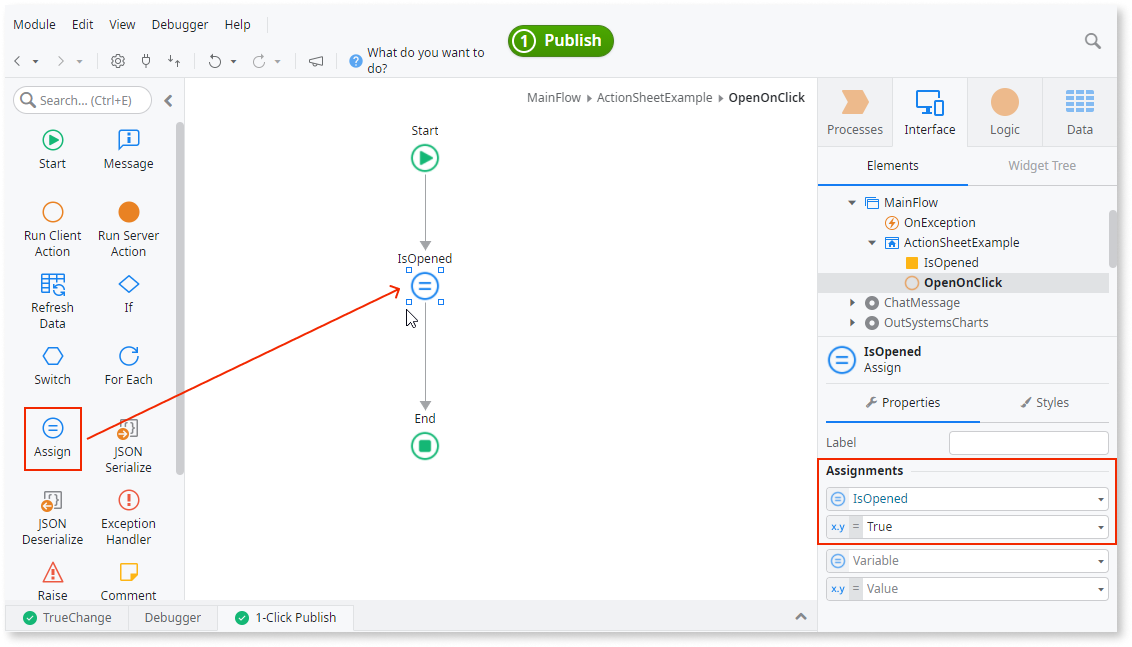 Module Edit View Debugger Help
1 Publish
What do you want to
do?
Search... (Ctrl+E)
Start
Message
Run Client
Action
Run Server
Action
Refresh
Data
If
Switch
For Each
Assign
JSON
Serialize
JSON
Deserialize
Exception
Handler
Raise
Comment
MainFlow ActionSheetExample OpenOnClick
Start
IsOpened
End
Processes
Interface
Logic
Data
Elements
Widget Tree
MainFlow
OnException
ActionSheetExample
IsOpened
OpenOnClick
ChatMessage
OutSystemsCharts
IsOpened
Assign
Properties
Styles
Label
Assignments
IsOpened
x.y = True
Variable
x.y = Value
TrueChange
Debugger
1-Click Publish